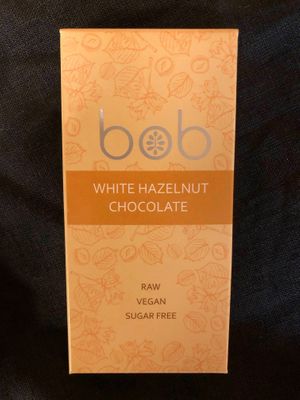 bob
WHITE HAZELNUT
CHOCOLATE
RAW
VEGAN
SUGAR FREE